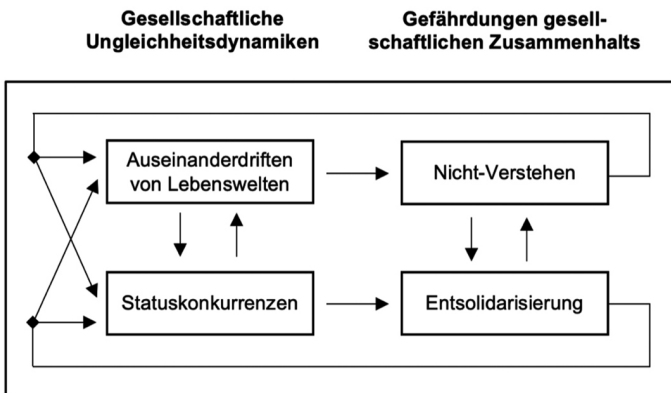 Gesellschaftliche
Ungleichheitsdynamiken
Gefährdungen gesell-
schaftlichen Zusammenhalts
Auseinanderdriften
von Lebenswelten
Nicht-Verstehen
Statuskonkurrenzen
Entsolidarisierung